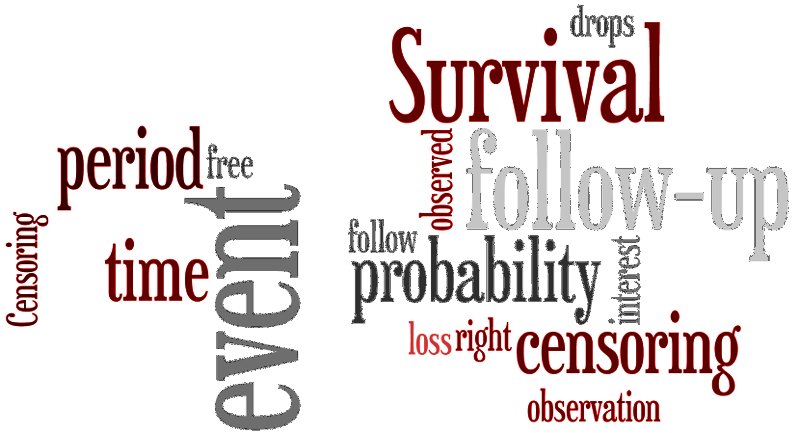 drops
Survival
period
free
observed
follow-up
Censoring
time
event
follow
probability
interest
loss
right
censoring
observation